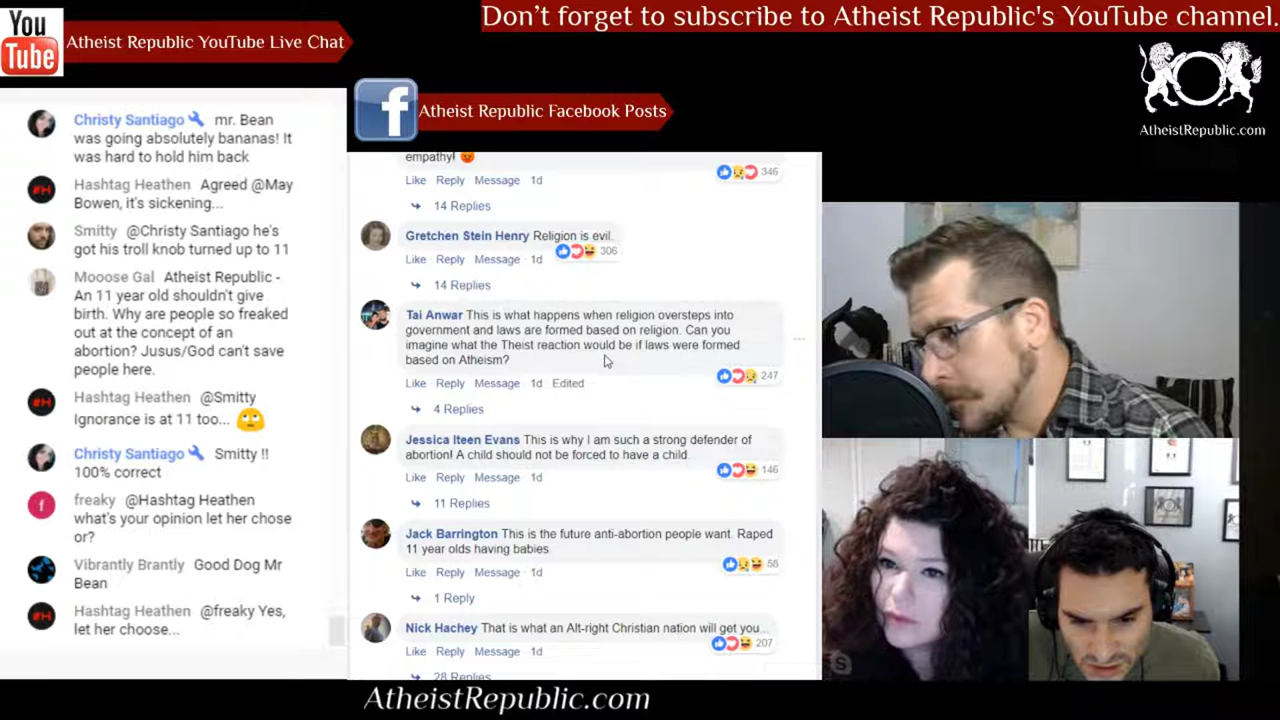 Don't forget to subscribe to Atheist Republic's YouTube channel.
You
Tube
Atheist Republic YouTube Live Chat
Atheist Republic Facebook Posts
AtheistRepublic.com
Christy Santiago mr. Bean
was going absolutely bananas! It
was hard to hold him back
Hashtag Heathen Agreed @May
Bowen, it's sickening...
Smitty @Christy Santiago he's
got his troll knob turned up to 11
Mooose Gal Atheist Republic -
An 11 year old shouldn't give
birth. Why are people so freaked
out at the concept of an
abortion? Jusus/God can't save
people here.
Hashtag Heathen @Smitty
Ignorance is at 11 too...
Christy Santiago Smitty !!
100% correct
freaky @Hashtag Heathen
what's your opinion let her chose
or?
Vibrantly Brantly Good Dog Mr
Bean
Hashtag Heathen @freaky Yes,
let her choose...
empathy!
346
Like Reply Message 1d
14 Replies
Gretchen Stein Henry Religion is evil.
306
Like Reply Message 1d
14 Replies
Tai Anwar This is what happens when religion oversteps into
government and laws are formed based on religion. Can you
imagine what the Theist reaction would be if laws were formed
based on Atheism?
247
Like Reply Message 1d Edited
4 Replies
Jessica Iteen Evans This is why I am such a strong defender of
abortion! A child should not be forced to have a child.
146
Like Reply Message 1d
11 Replies
Jack Barrington This is the future anti-abortion people want. Raped
11 year olds having babies
58
Like Reply Message 1d
1 Reply
Nick Hachey That is what an Alt-right Christian nation will get you...
207
Like Reply Message 1d
28 Replies
AtheistRepublic.com